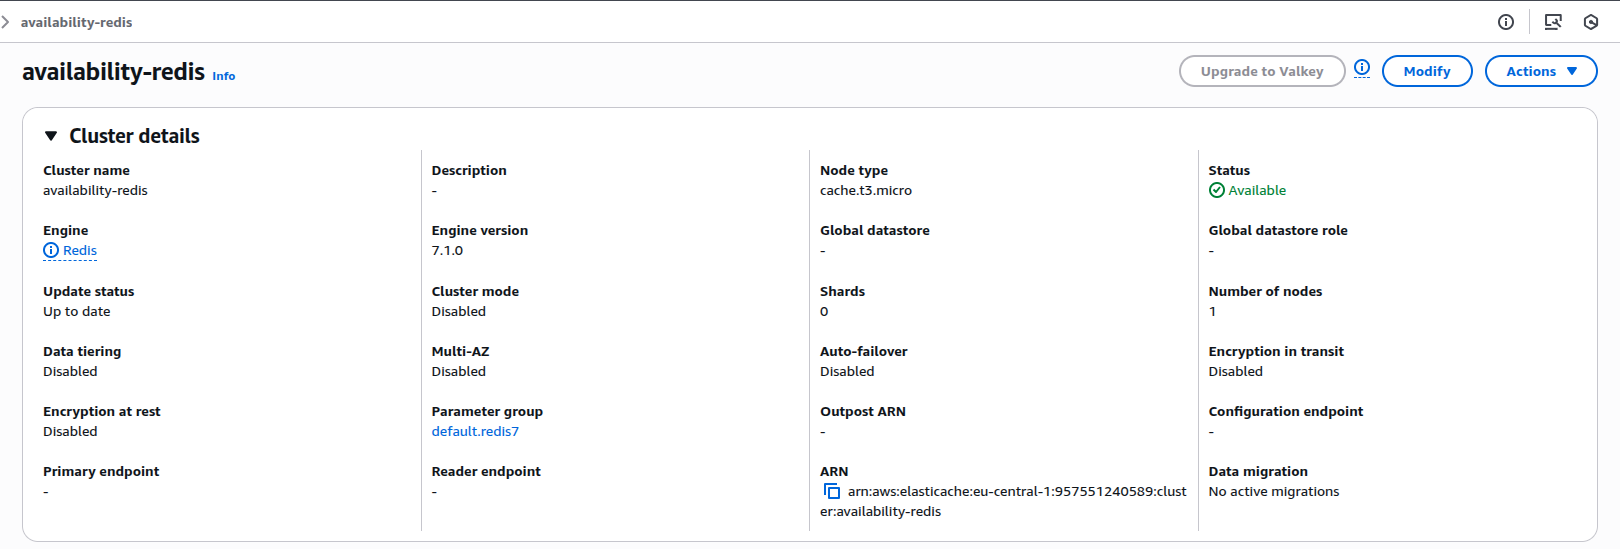 availability-redis
availability-redis Info
Upgrade to Valkey
Modify
Actions
Cluster details
Cluster name
availability-redis
Description
-
Node type
cache.t3.micro
Status
Available
Engine
Redis
Engine version
7.1.0
Global datastore
-
Global datastore role
-
Update status
Up to date
Cluster mode
Disabled
Shards
0
Number of nodes
1
Data tiering
Disabled
Multi-AZ
Disabled
Auto-failover
Disabled
Encryption in transit
Disabled
Encryption at rest
Disabled
Parameter group
default.redis7
Outpost ARN
-
Configuration endpoint
-
Primary endpoint
-
Reader endpoint
-
ARN
arn:aws:elasticache:eu-central-1:957551240589:clust
er:availability-redis
Data migration
No active migrations